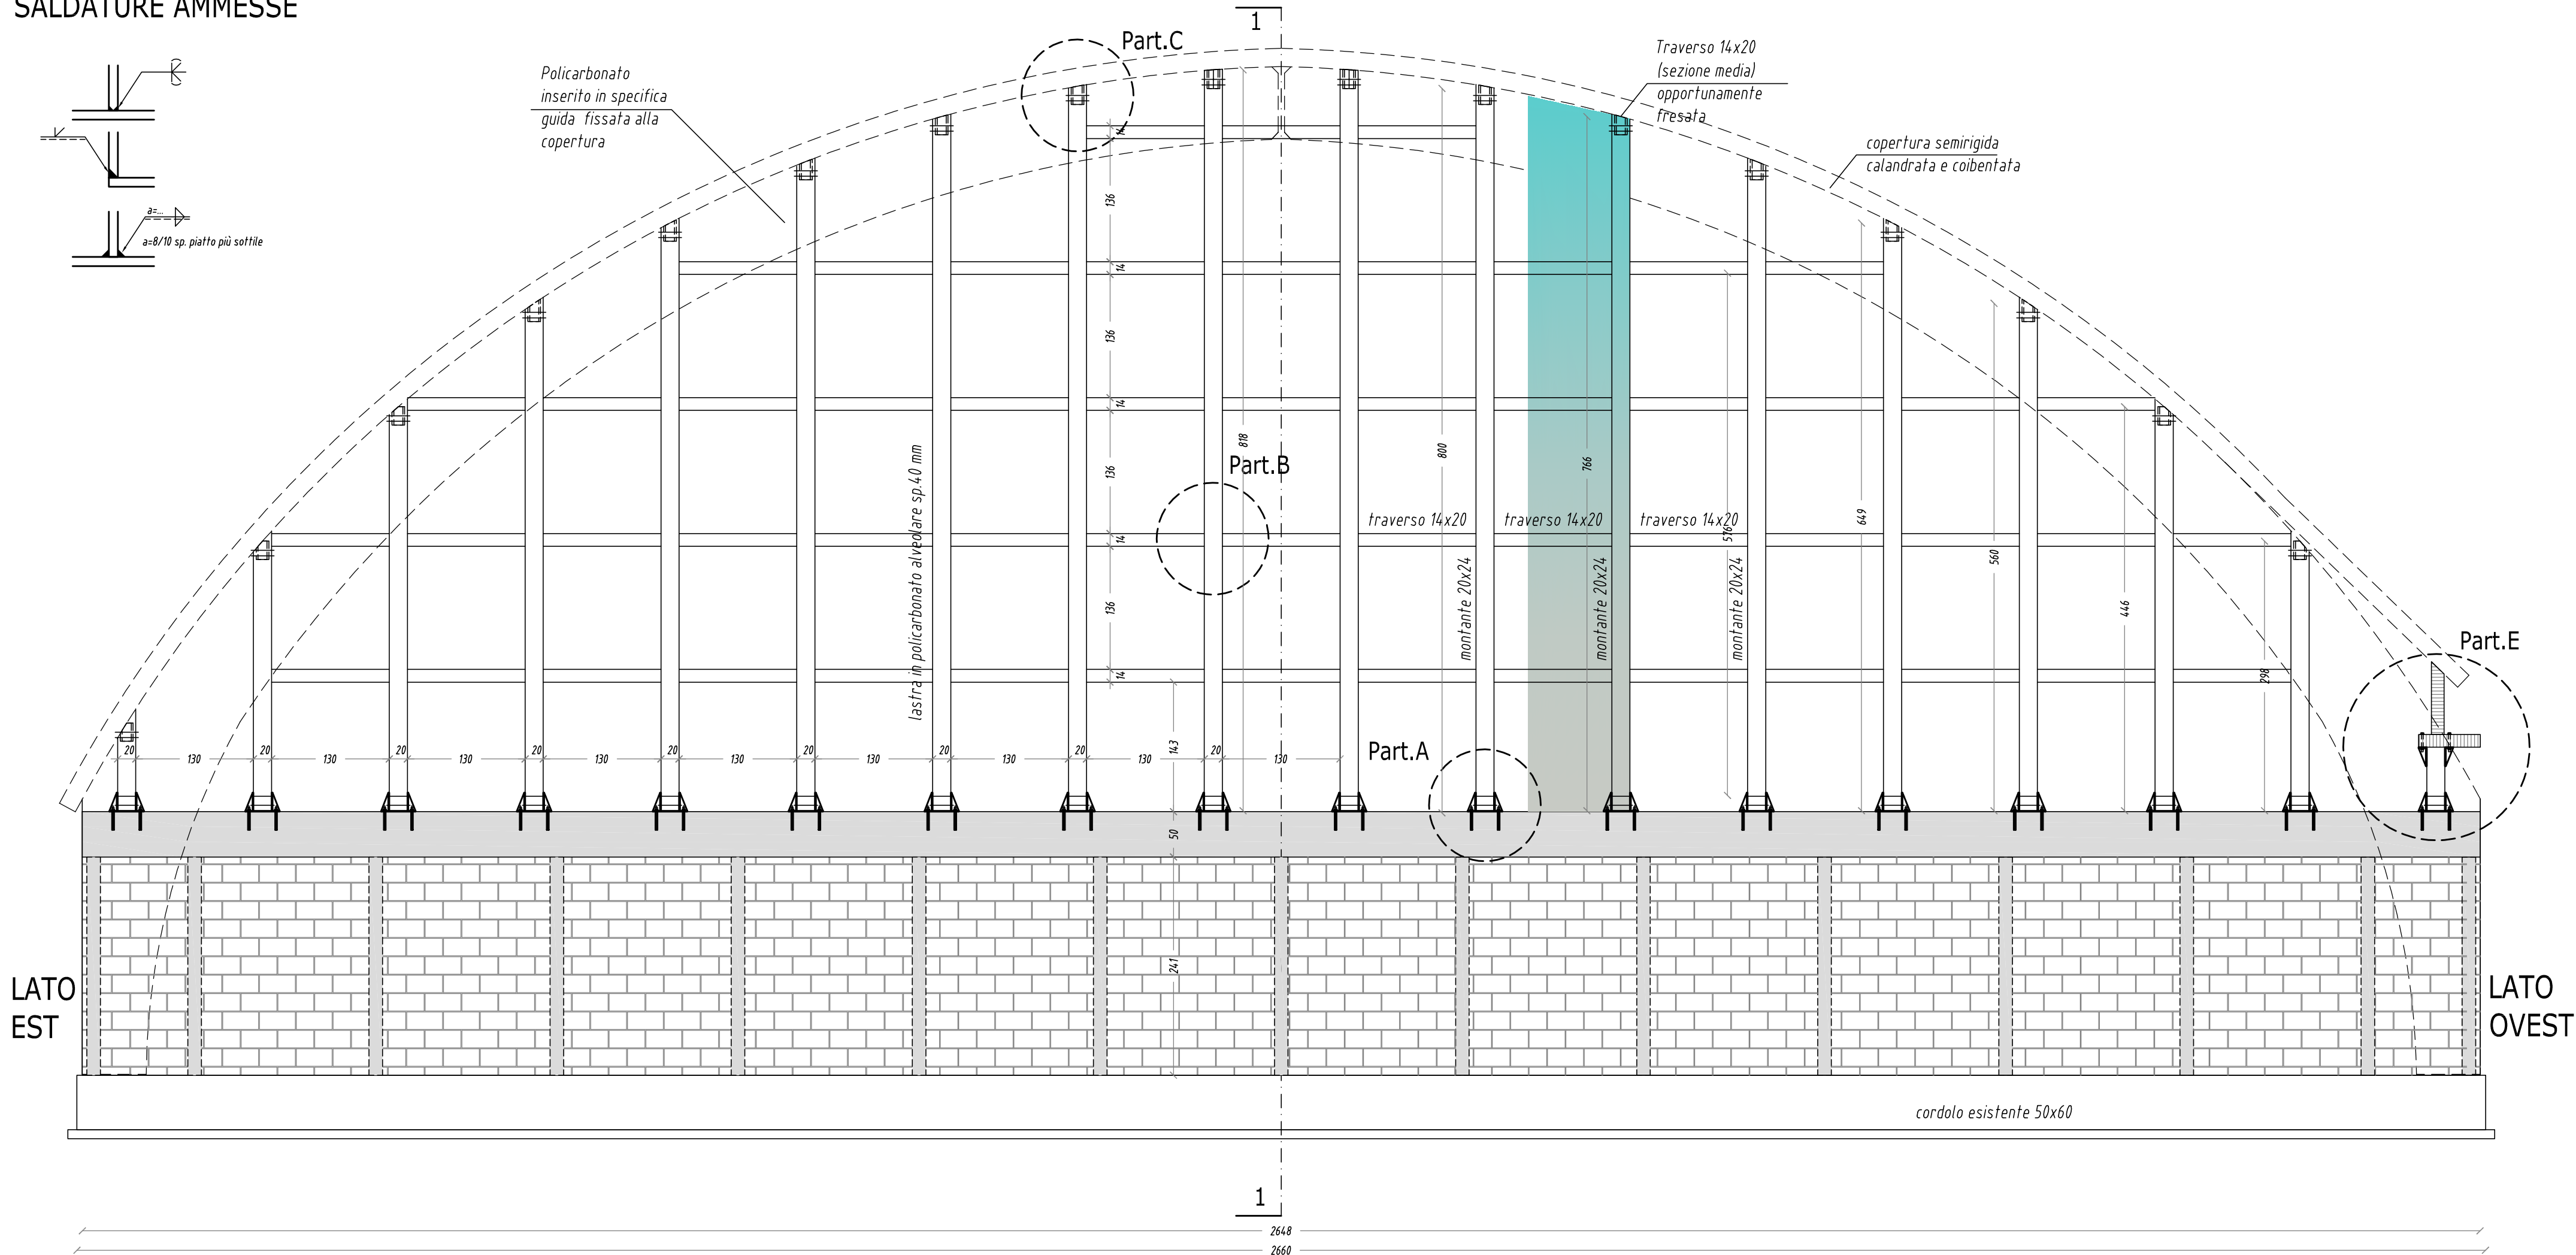 SALDATURE AMMESSE
a=...
a=8/10 sp. piatto più sottile
Policarbonato
inserito in specifica
guida fissata alla
copertura
Part.C
1
Traverso 14x20
(sezione media)
opportunamente
fresata
copertura semirigida
calandrata e coibentata
14
136
14
136
14
136
14
136
14
143
50
241
lastra in policarbonato alveolare sp.40 mm
818
Part.B
800
766
576
649
560
446
298
traverso 14x20
traverso 14x20
traverso 14x20
montante 20x24
montante 20x24
montante 20x24
Part.E
Part.A
20
130
20
130
20
130
20
130
20
130
20
130
20
130
20
130
20
130
LATO
EST
LATO
OVEST
cordolo esistente 50x60
1
2648
2660